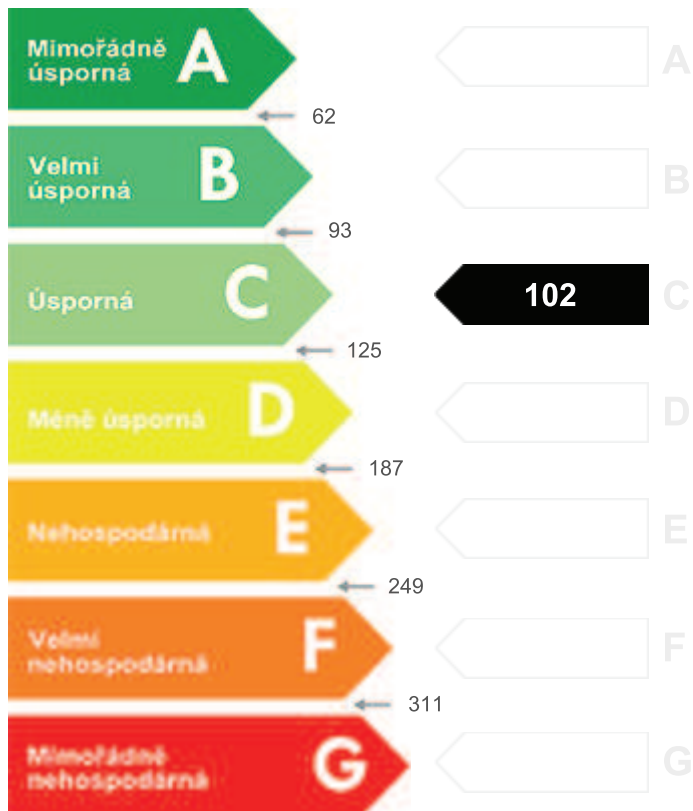 Mimořádně
úsporná
A
A
62
Velmi
úsporná
B
B
93
Úsporná
C
102
C
125
Méně úsporná
D
D
187
Nehospodárná
E
E
249
Velmi
nehospodárná
F
F
311
Mimořádně
nehospodárná
G
G